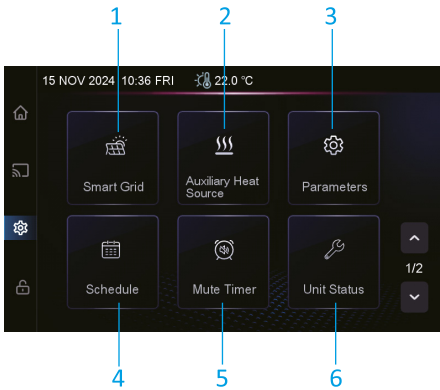 1 2 3
15 NOV 2024 10:36 FRI 22.0 °C
Smart Grid
Auxiliary Heat
Source
Parameters
1/2
Schedule
Mute Timer
Unit Status
4 5 6